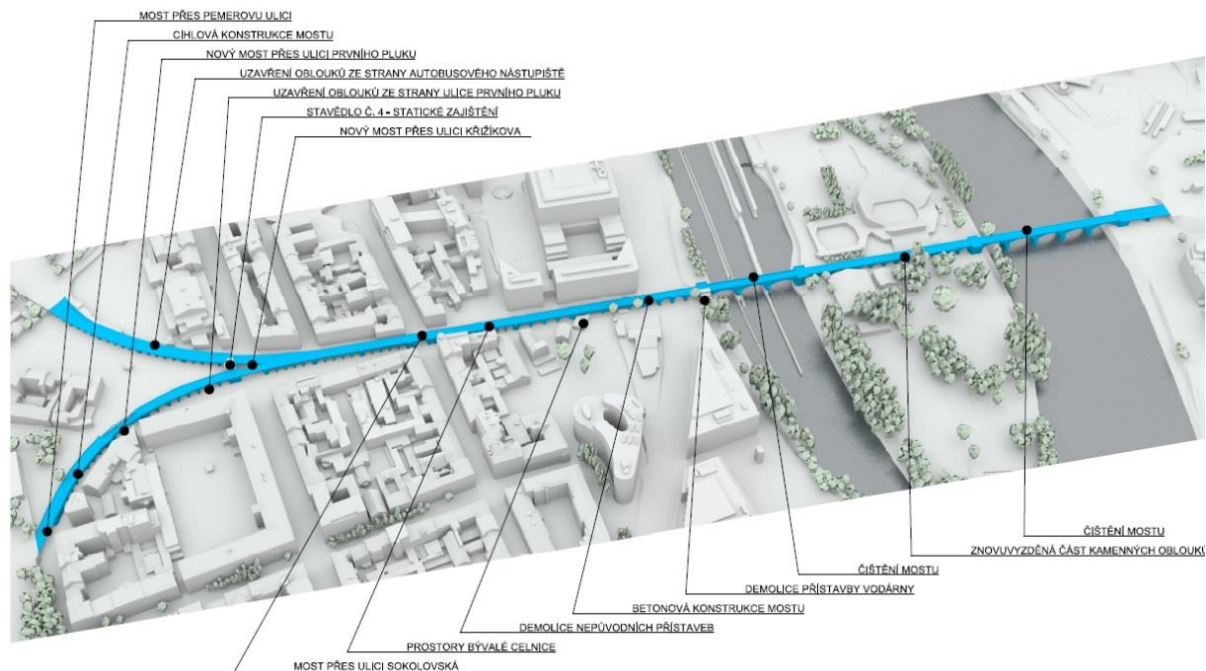 MOST PŘES PEMEROVU ULICI
CIHLOVÁ KONSTRUKCE MOSTU
NOVÝ MOST PŘES ULICI PRVNÍHO PLUKU
UZAVŘENÍ OBLOUKŮ ZE STRANY AUTOBUSOVÉHO NÁSTUPIŠTĚ
UZAVŘENÍ OBLOUKŮ ZE STRANY ULICE PRVNÍHO PLUKU
STAVĚDLO Č. 4 - STATICKÉ ZAJIŠTĚNÍ
NOVÝ MOST PŘES ULICI KŘIŽÍKOVA
ČIŠTĚNÍ MOSTU
ZNOVUVYZDĚNÁ ČÁST KAMENNÝCH OBLOUKŮ
ČIŠTĚNÍ MOSTU
DEMOLICE PŘÍSTAVBY VODÁRNY
BETONOVÁ KONSTRUKCE MOSTU
DEMOLICE NEPŮVODNÍCH PŘÍSTAVEB
PROSTORY BÝVALÉ CELNICE
MOST PŘES ULICI SOKOLOVSKÁ